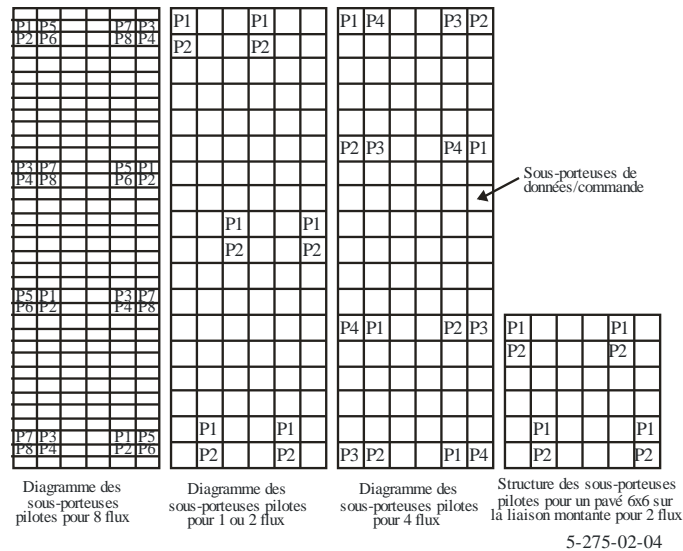 P1 P5 P7 P3
P2 P6 P8 P4
P3 P7 P5 P1
P4 P8 P6 P2
P5 P1 P3 P7
P6 P2 P4 P8
P7 P3 P1 P5
P8 P4 P2 P6
Diagramme des
sous-porteuses
pilotes pour 8 flux
P1 P1
P2 P2
P1 P1
P2 P2
P1 P1
P2 P2
Diagramme des
sous-porteuses pilotes
pour 1 ou 2 flux
P1 P4 P3 P2
P2 P3 P4 P1
P4 P1 P2 P3
P3 P2 P1 P4
Diagramme des
sous-porteuses pilotes
pour 4 flux
Sous-porteuses de
données/commande
P1 P1
P2 P2
P1 P1
P2 P2
Structure des sous-porteuses
pilotes pour un pavé 6x6 sur
la liaison montante pour 2 flux
5-275-02-04